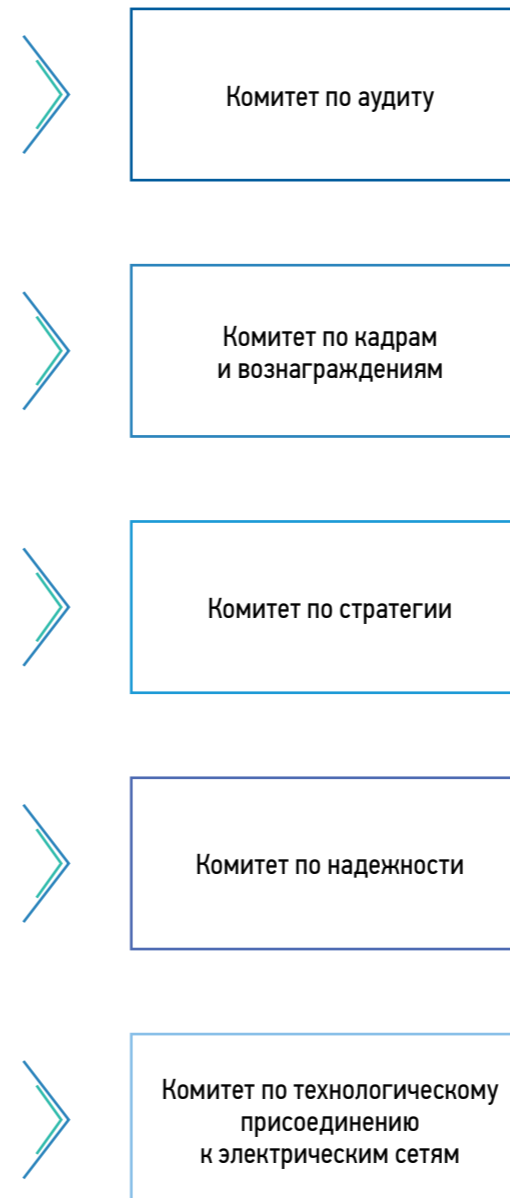 Комитет по аудиту
Комитет по кадрам
и вознаграждениям
Комитет по стратегии
Комитет по надежности
Комитет по технологическому
присоединению
к электрическим сетям